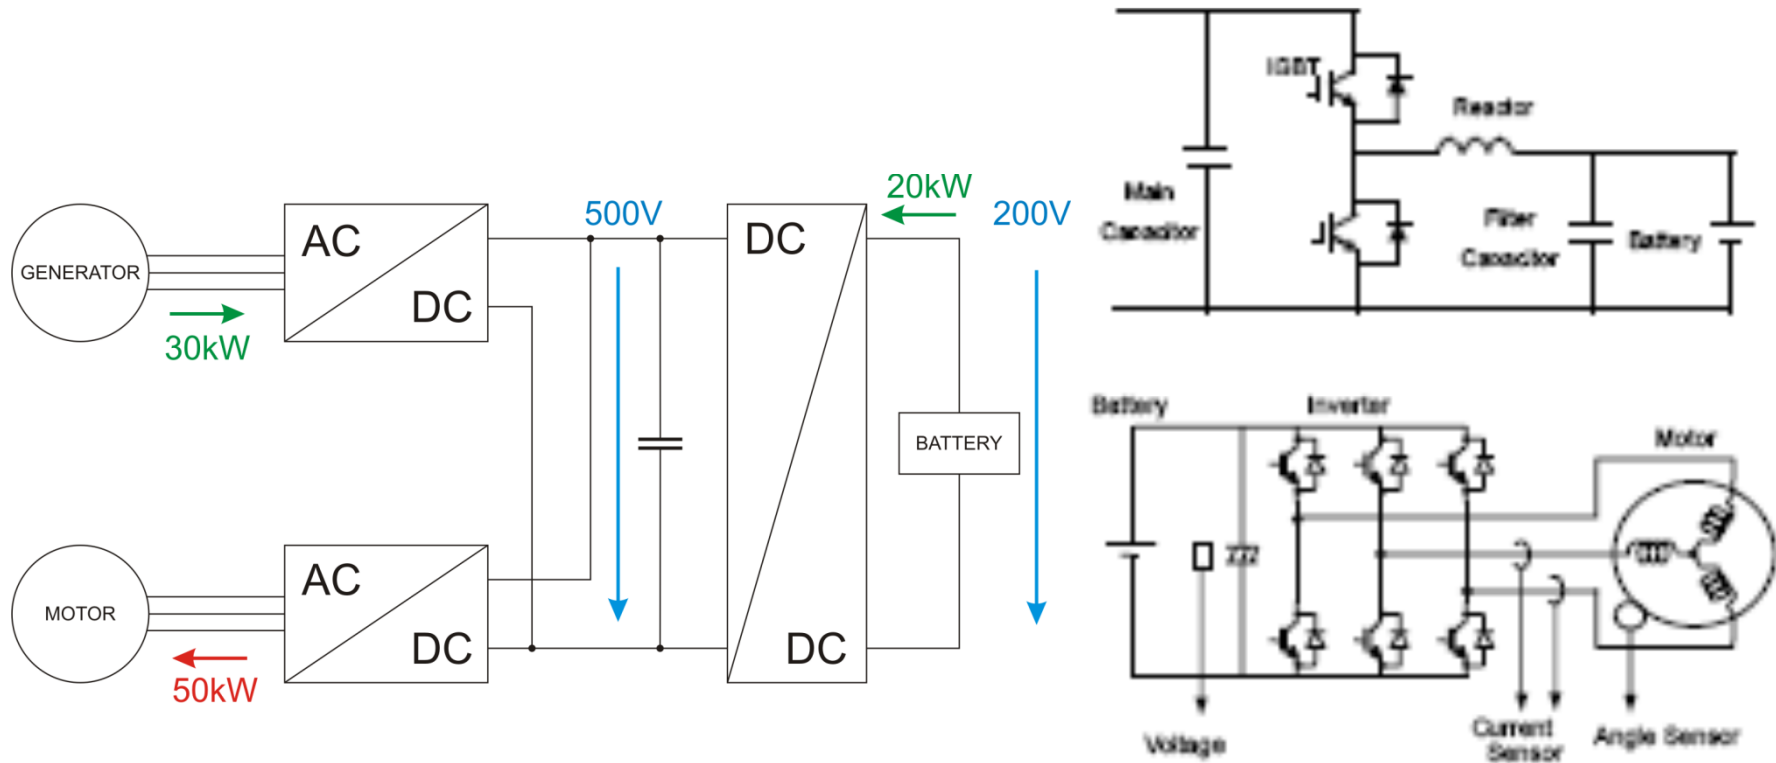 GENERATOR
30kW
AC
DC
500V
DC
DC
20kW
200V
BATTERY
MOTOR
50kW
AC
DC
IGBT
Reactor
Main
Capacitor
Filter
Capacitor
Battery
Battery
Inverter
Motor
Voltage
Current
Sensor
Angle Sensor